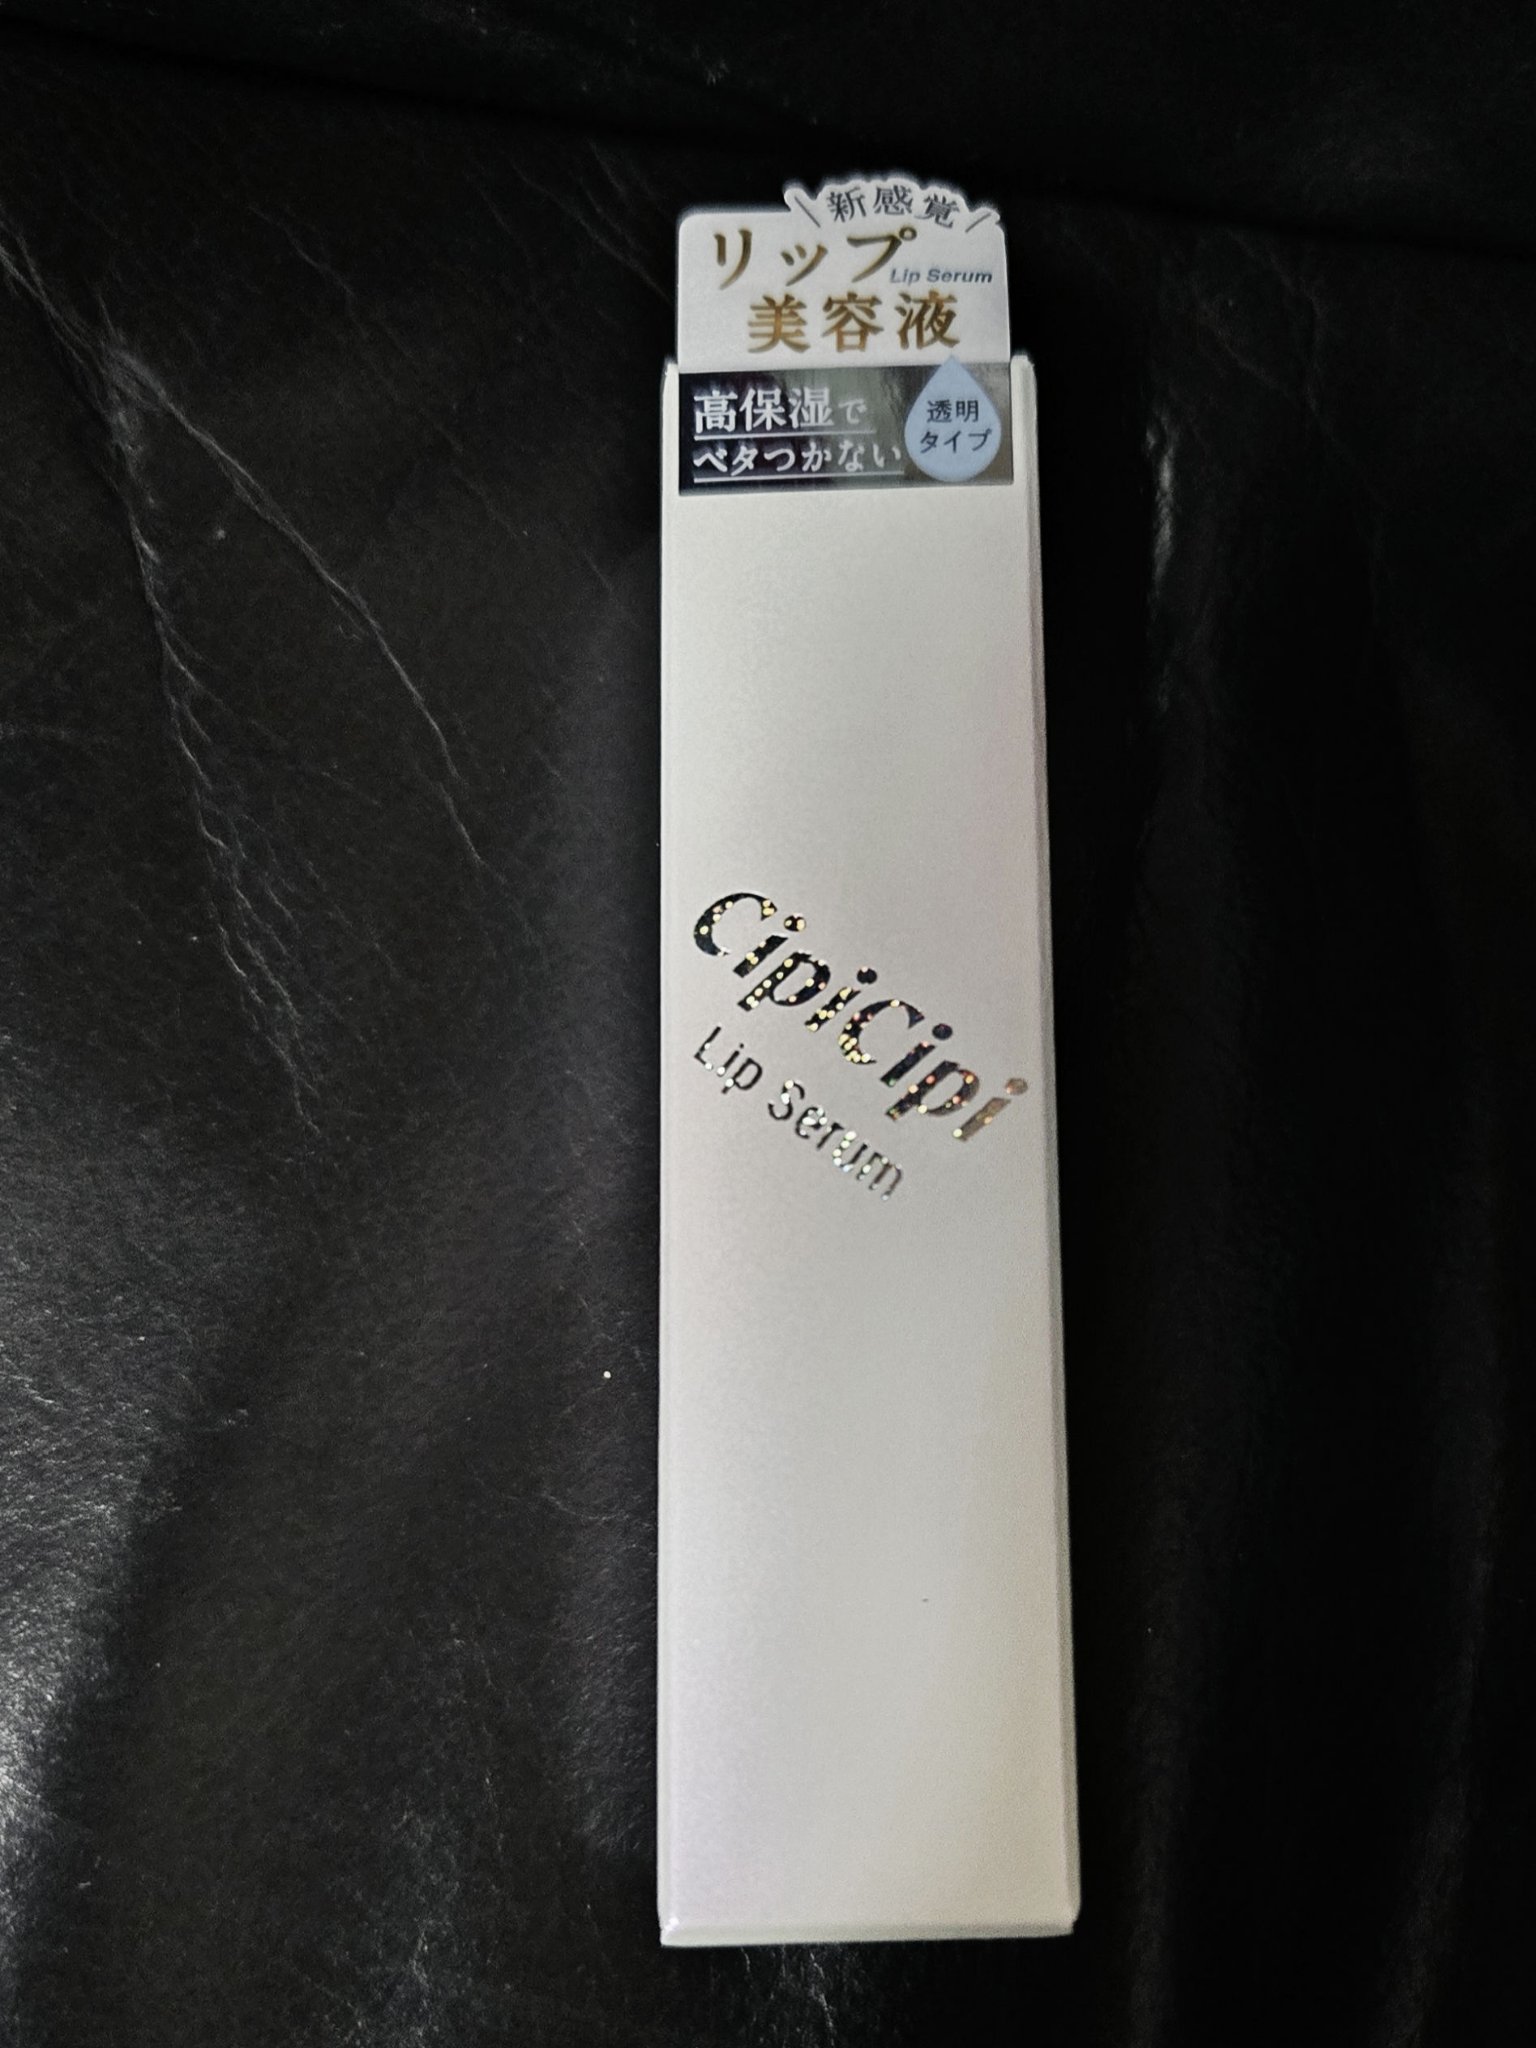 新感覚
リップ
Lip Serum
美容液
高保湿で
ベタつかない
透明
タイプ
cipicipi
Lip Serum